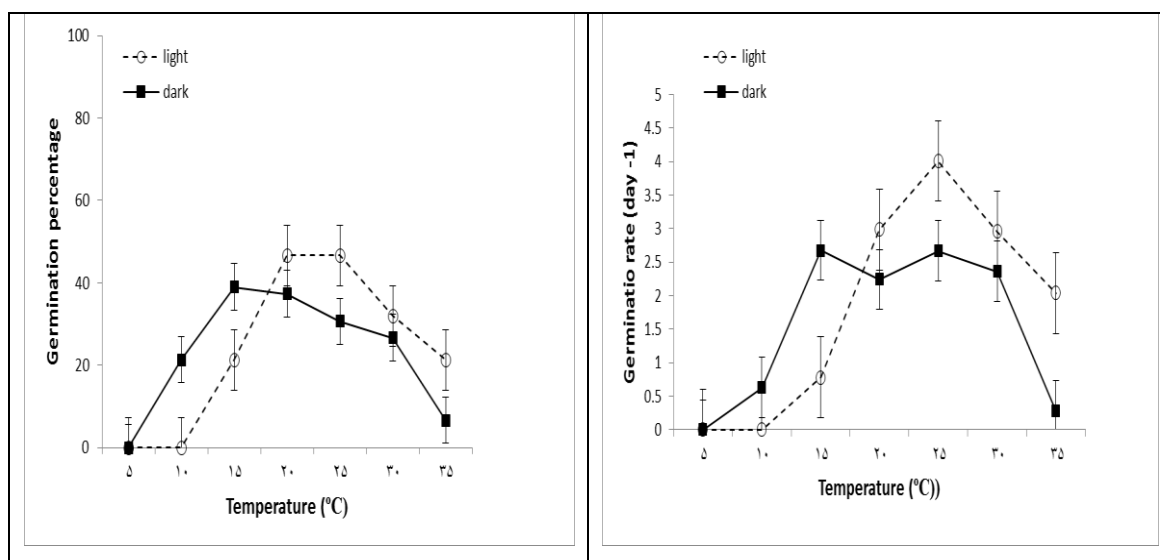 100
80
60
40
20
0
Germination percentage
light
dark
۵ ۱۰ ۱۵ ۲۰ ۲۵ ۳۰ ۳۵
Temperature (°C)
light
dark
5
4.5
4
3.5
3
2.5
2
1.5
1
0.5
0
Germinatio rate (day -1)
۵ ۱۰ ۱۵ ۲۰ ۲۵ ۳۰ ۳۵
Temperature (°C))